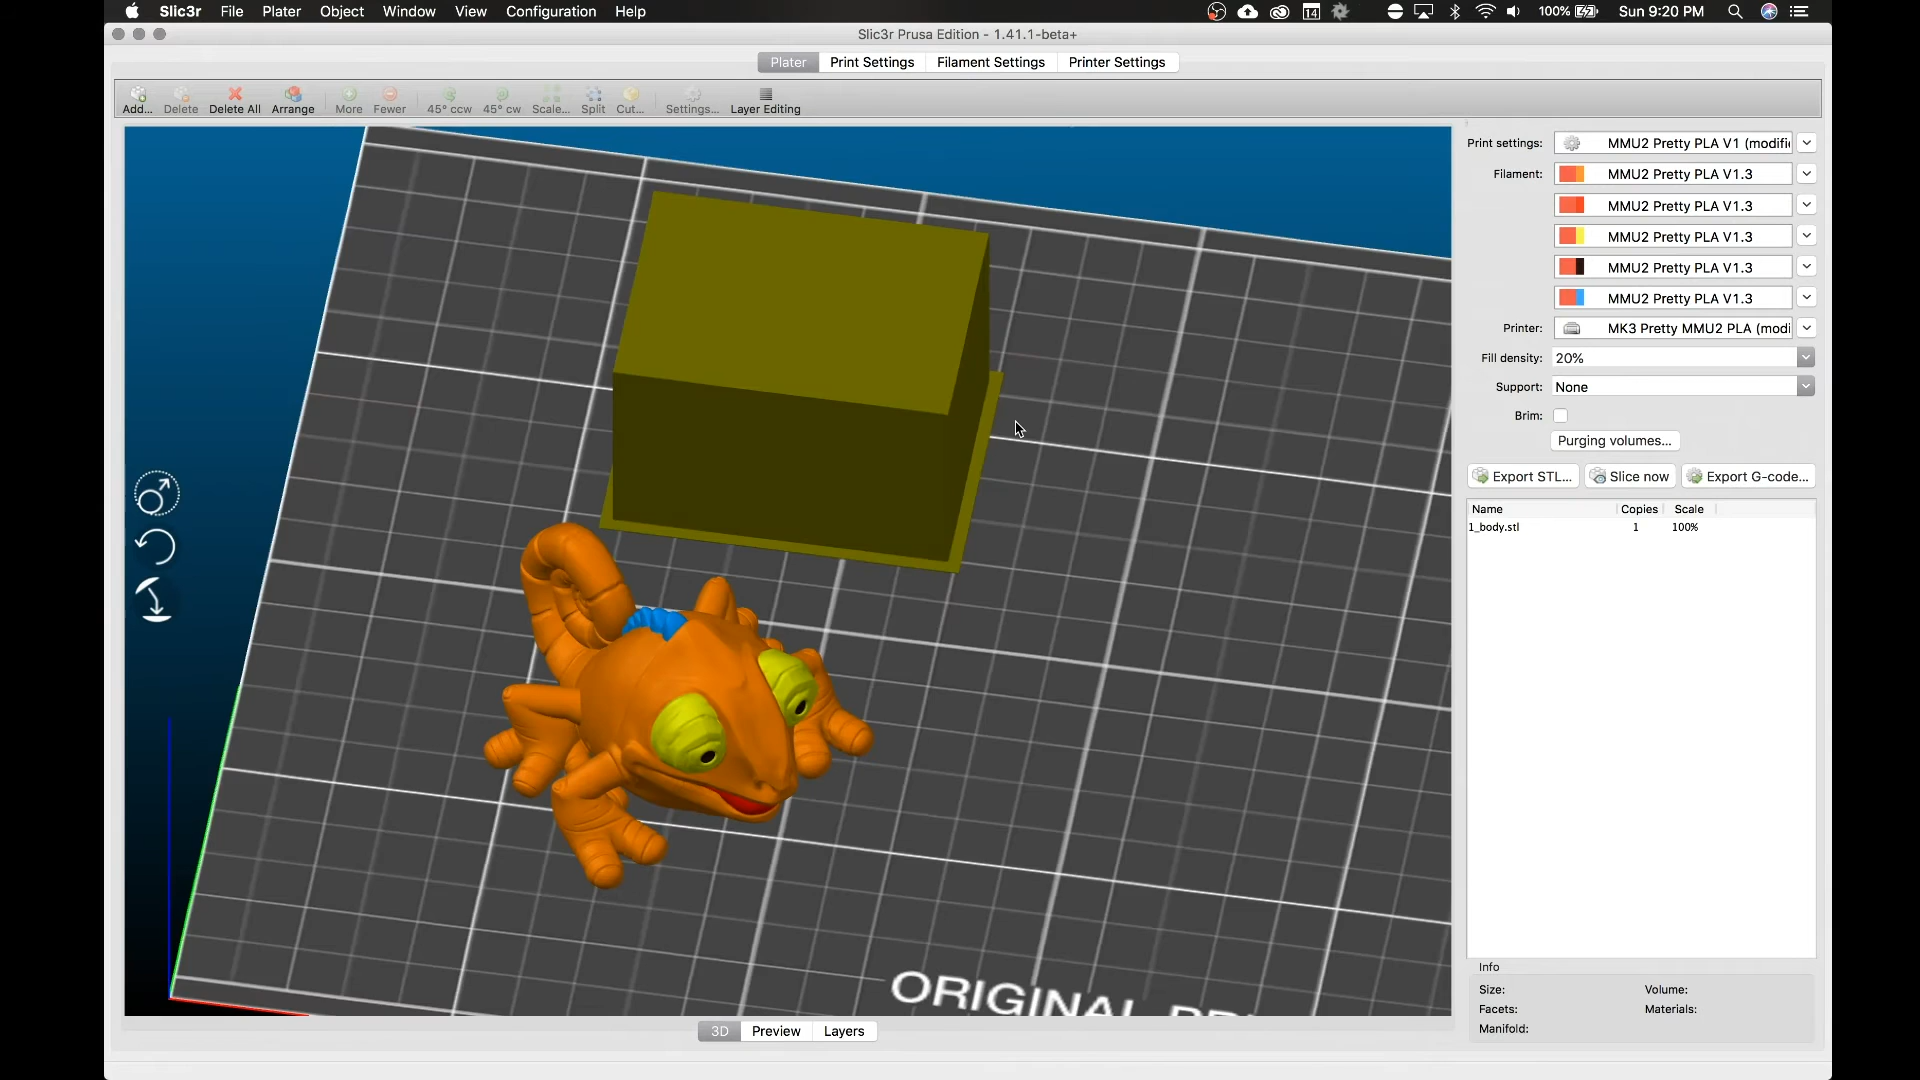 Slic3r File Plater Object Window View Configuration Help 14 100% Sun 9:20 PM
Slic3r Prusa Edition - 1.41.1-beta+
Plater Print Settings Filament Settings Printer Settings
Add... Delete Delete All Arrange More Fewer 45° ccw 45° cw Scale... Split Cut... Settings... Layer Editing
Print settings: MMU2 Pretty PLA V1 (modifi
Filament: MMU2 Pretty PLA V1.3
MMU2 Pretty PLA V1.3
MMU2 Pretty PLA V1.3
MMU2 Pretty PLA V1.3
MMU2 Pretty PLA V1.3
Printer: MK3 Pretty MMU2 PLA (modi
Fill density: 20%
Support: None
Brim:
Purging volumes...
Export STL... Slice now Export G-code...
Name Copies Scale
1_body.stl 1 100%
ORIGINAL
Info
Size: Volume:
Facets: Materials:
Manifold:
3D Preview Layers